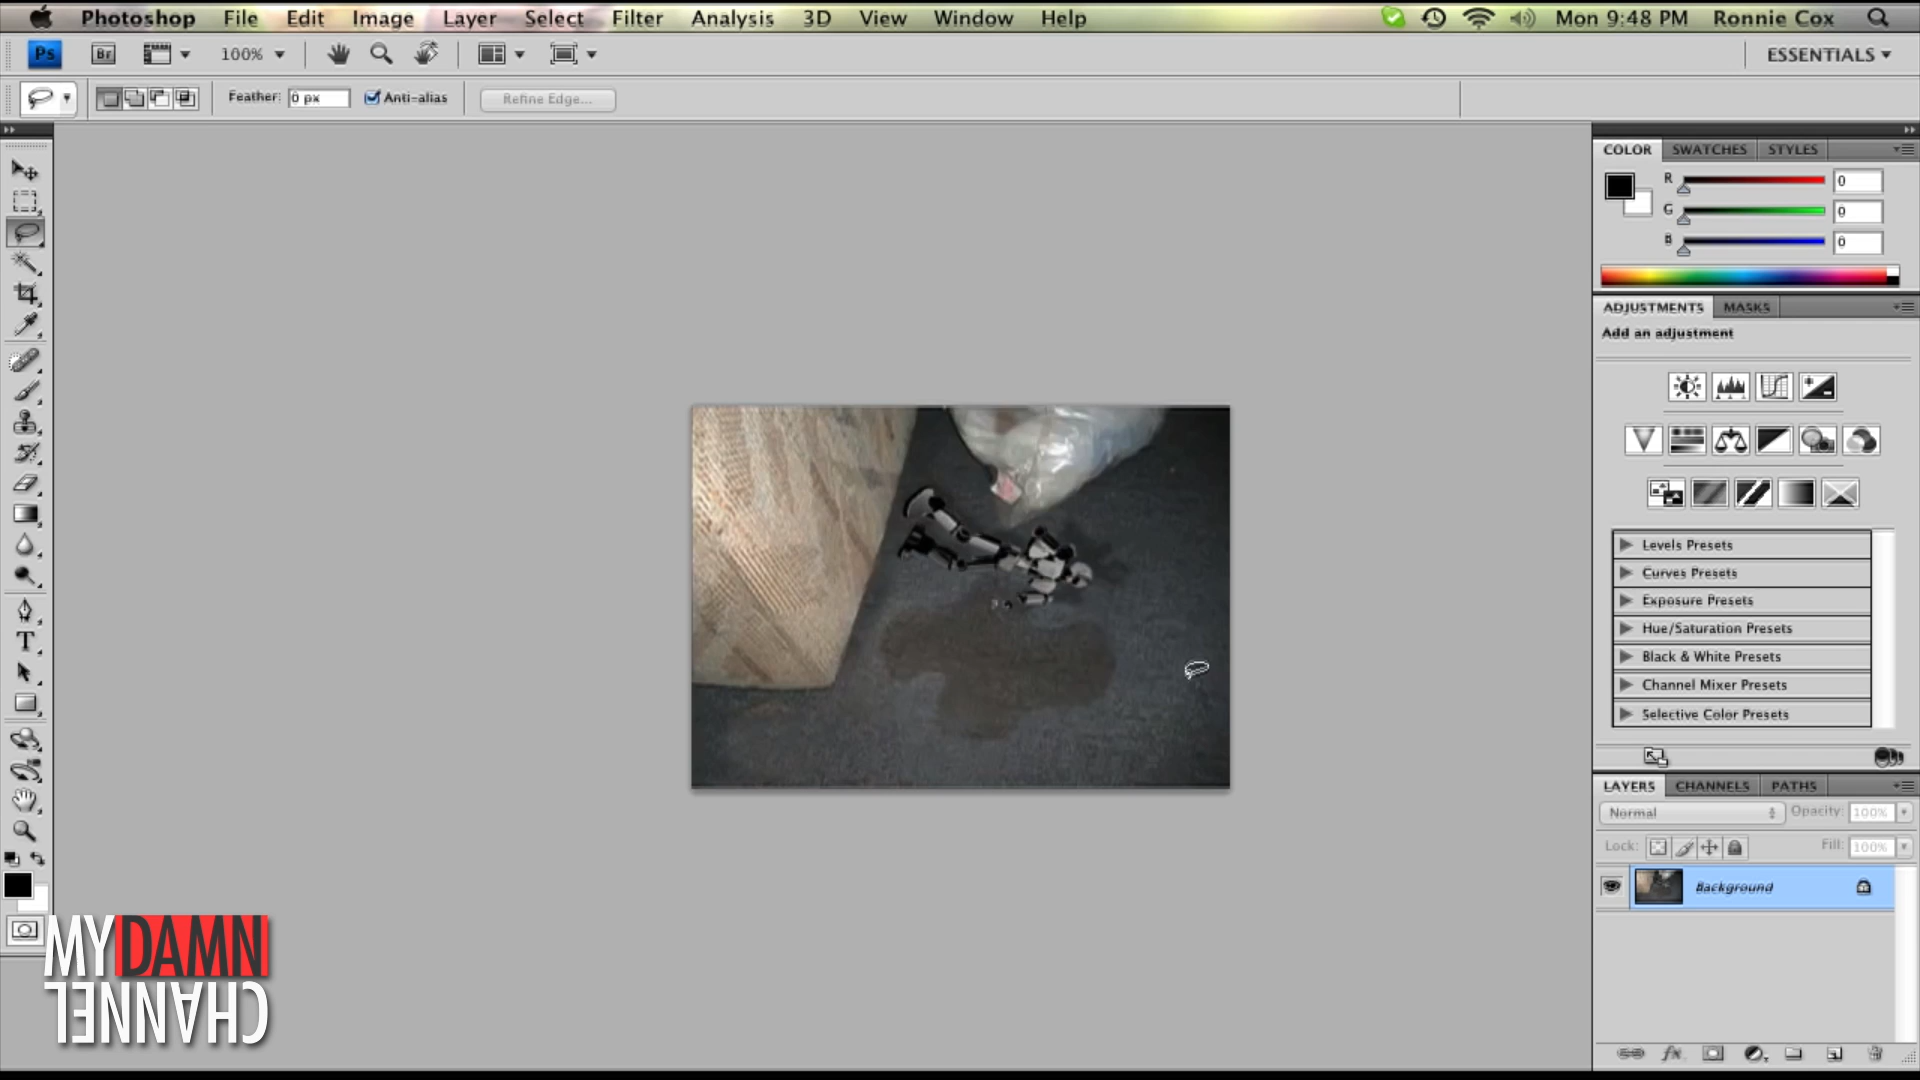 Photoshop File Edit Image Layer Select Filter Analysis 3D View Window Help Mon 9:48 PM Ronnie Cox
Ps Br 100% ESSENTIALS
Feather: 0 px Anti-alias Refine Edge...
COLOR SWATCHES STYLES
R 0
G 0
B 0
ADJUSTMENTS MASKS
Add an adjustment
Levels Presets
Curves Presets
Exposure Presets
Hue/Saturation Presets
Black & White Presets
Channel Mixer Presets
Selective Color Presets
LAYERS CHANNELS PATHS
Normal Opacity: 100%
Lock: Fill: 100%
Background
fx
T
MYDAMN
CHANNEL